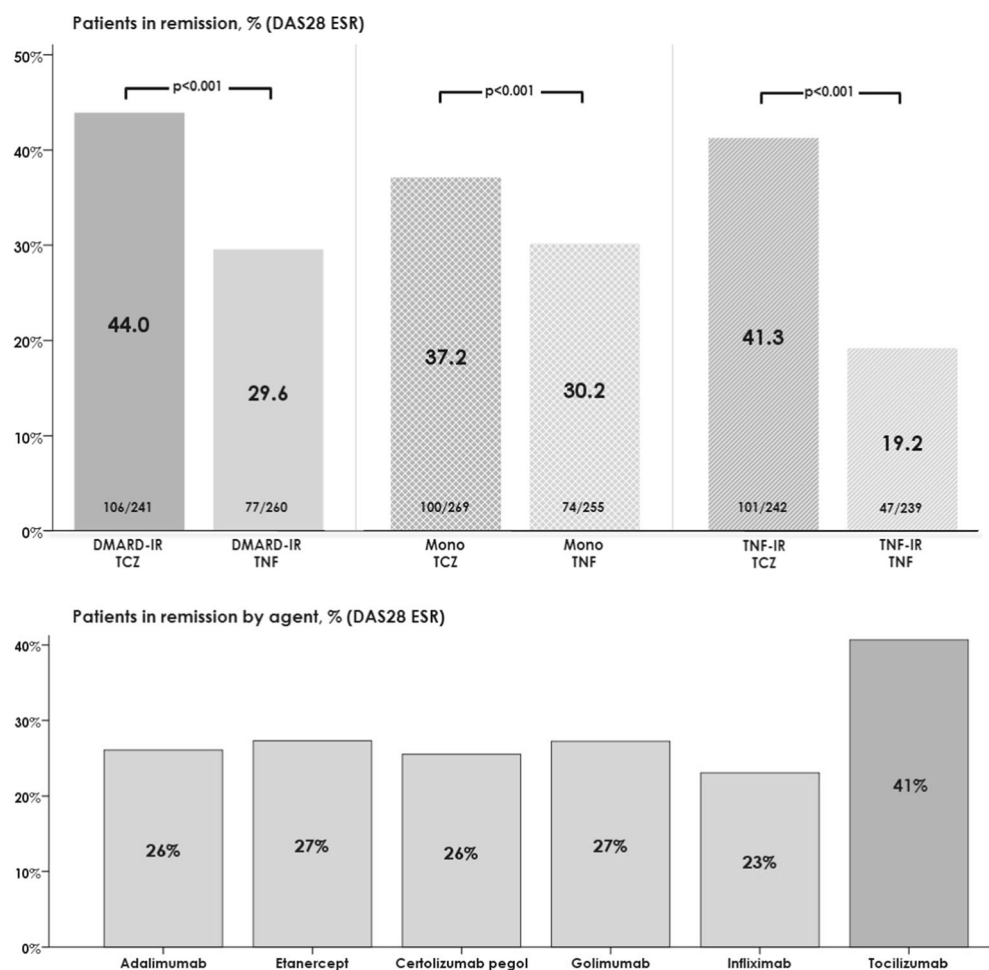 Patients in remission, % (DAS28 ESR)
50%
40%
30%
20%
10%
0%
p<0.001
p<0.001
p<0.001
44.0
29.6
37.2
30.2
41.3
19.2
106/241
77/260
100/269
74/255
101/242
47/239
DMARD-IR
TCZ
DMARD-IR
TNF
Mono
TCZ
Mono
TNF
TNF-IR
TCZ
TNF-IR
TNF
Patients in remission by agent, % (DAS28 ESR)
40%
30%
20%
10%
0%
26%
27%
26%
27%
23%
41%
Adalimumab
Etanercept
Certolizumab pegol
Golimumab
Infliximab
Tocilizumab